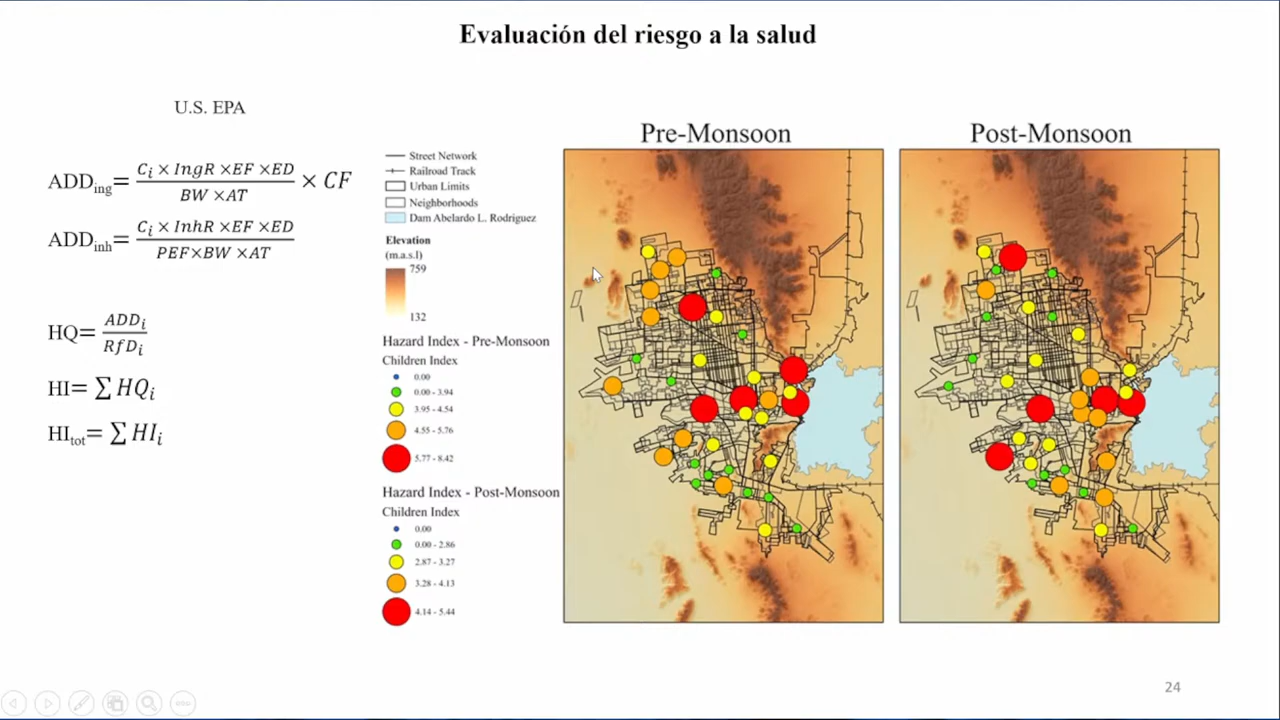 Evaluación del riesgo a la salud
U.S. EPA
ADDing= Ci × IngR ×EF ×ED / BW ×AT × CF
ADDinh= Ci × InhR ×EF ×ED / PEF×BW ×AT
HQ= ADDi / RfDi
HI= ∑ HQi
HItot= ∑ HIi
Street Network
Railroad Track
Urban Limits
Neighborhoods
Dam Abelardo L. Rodriguez
Elevation
(m.a.s.l)
759
132
Hazard Index - Pre-Monsoon
Children Index
0.00
0.00 - 3.94
3.95 - 4.54
4.55 - 5.76
5.77 - 8.42
Hazard Index - Post-Monsoon
Children Index
0.00
0.00 - 2.86
2.87 - 3.27
3.28 - 4.13
4.14 - 5.44
Pre-Monsoon
Post-Monsoon
24